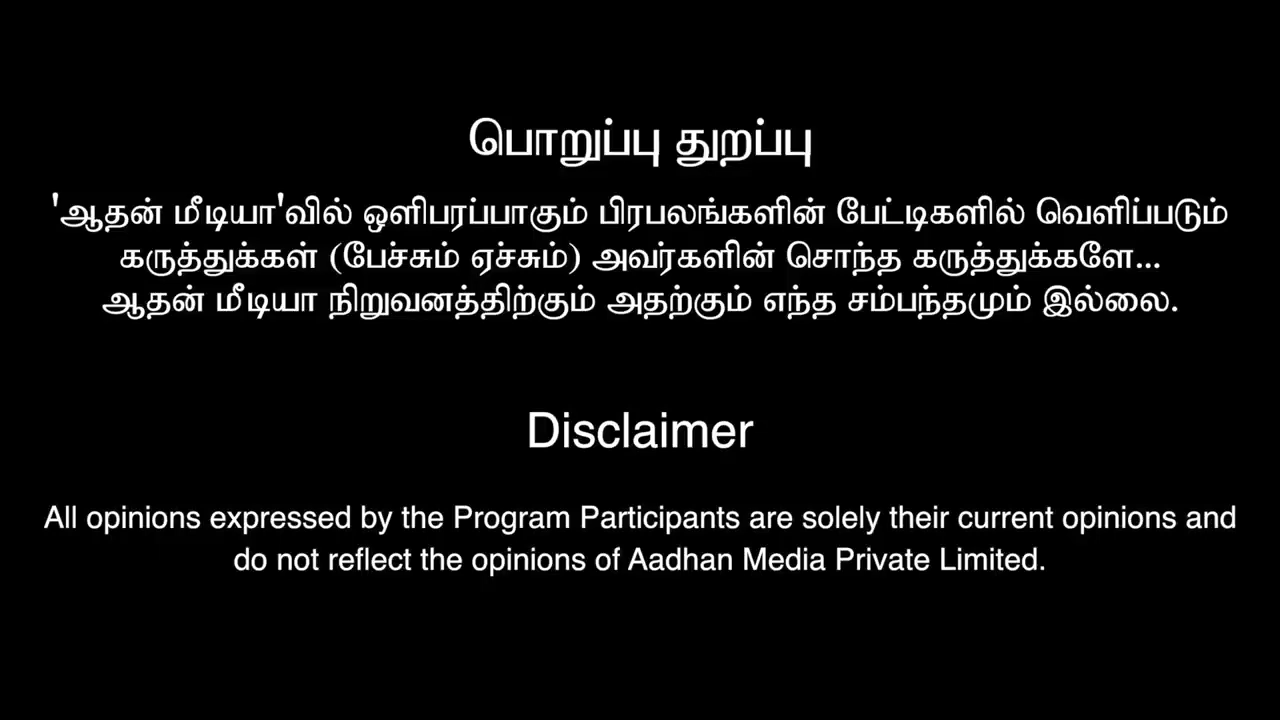 பொறுப்பு துறப்பு
'ஆதன் மீடியா'வில் ஒளிபரப்பாகும் பிரபலங்களின் பேட்டிகளில் வெளிப்படும்
கருத்துக்கள் (பேச்சும் ஏச்சும்) அவர்களின் சொந்த கருத்துக்களே...
ஆதன் மீடியா நிறுவனத்திற்கும் அதற்கும் எந்த சம்பந்தமும் இல்லை.
Disclaimer
All opinions expressed by the Program Participants are solely their current opinions and
do not reflect the opinions of Aadhan Media Private Limited.